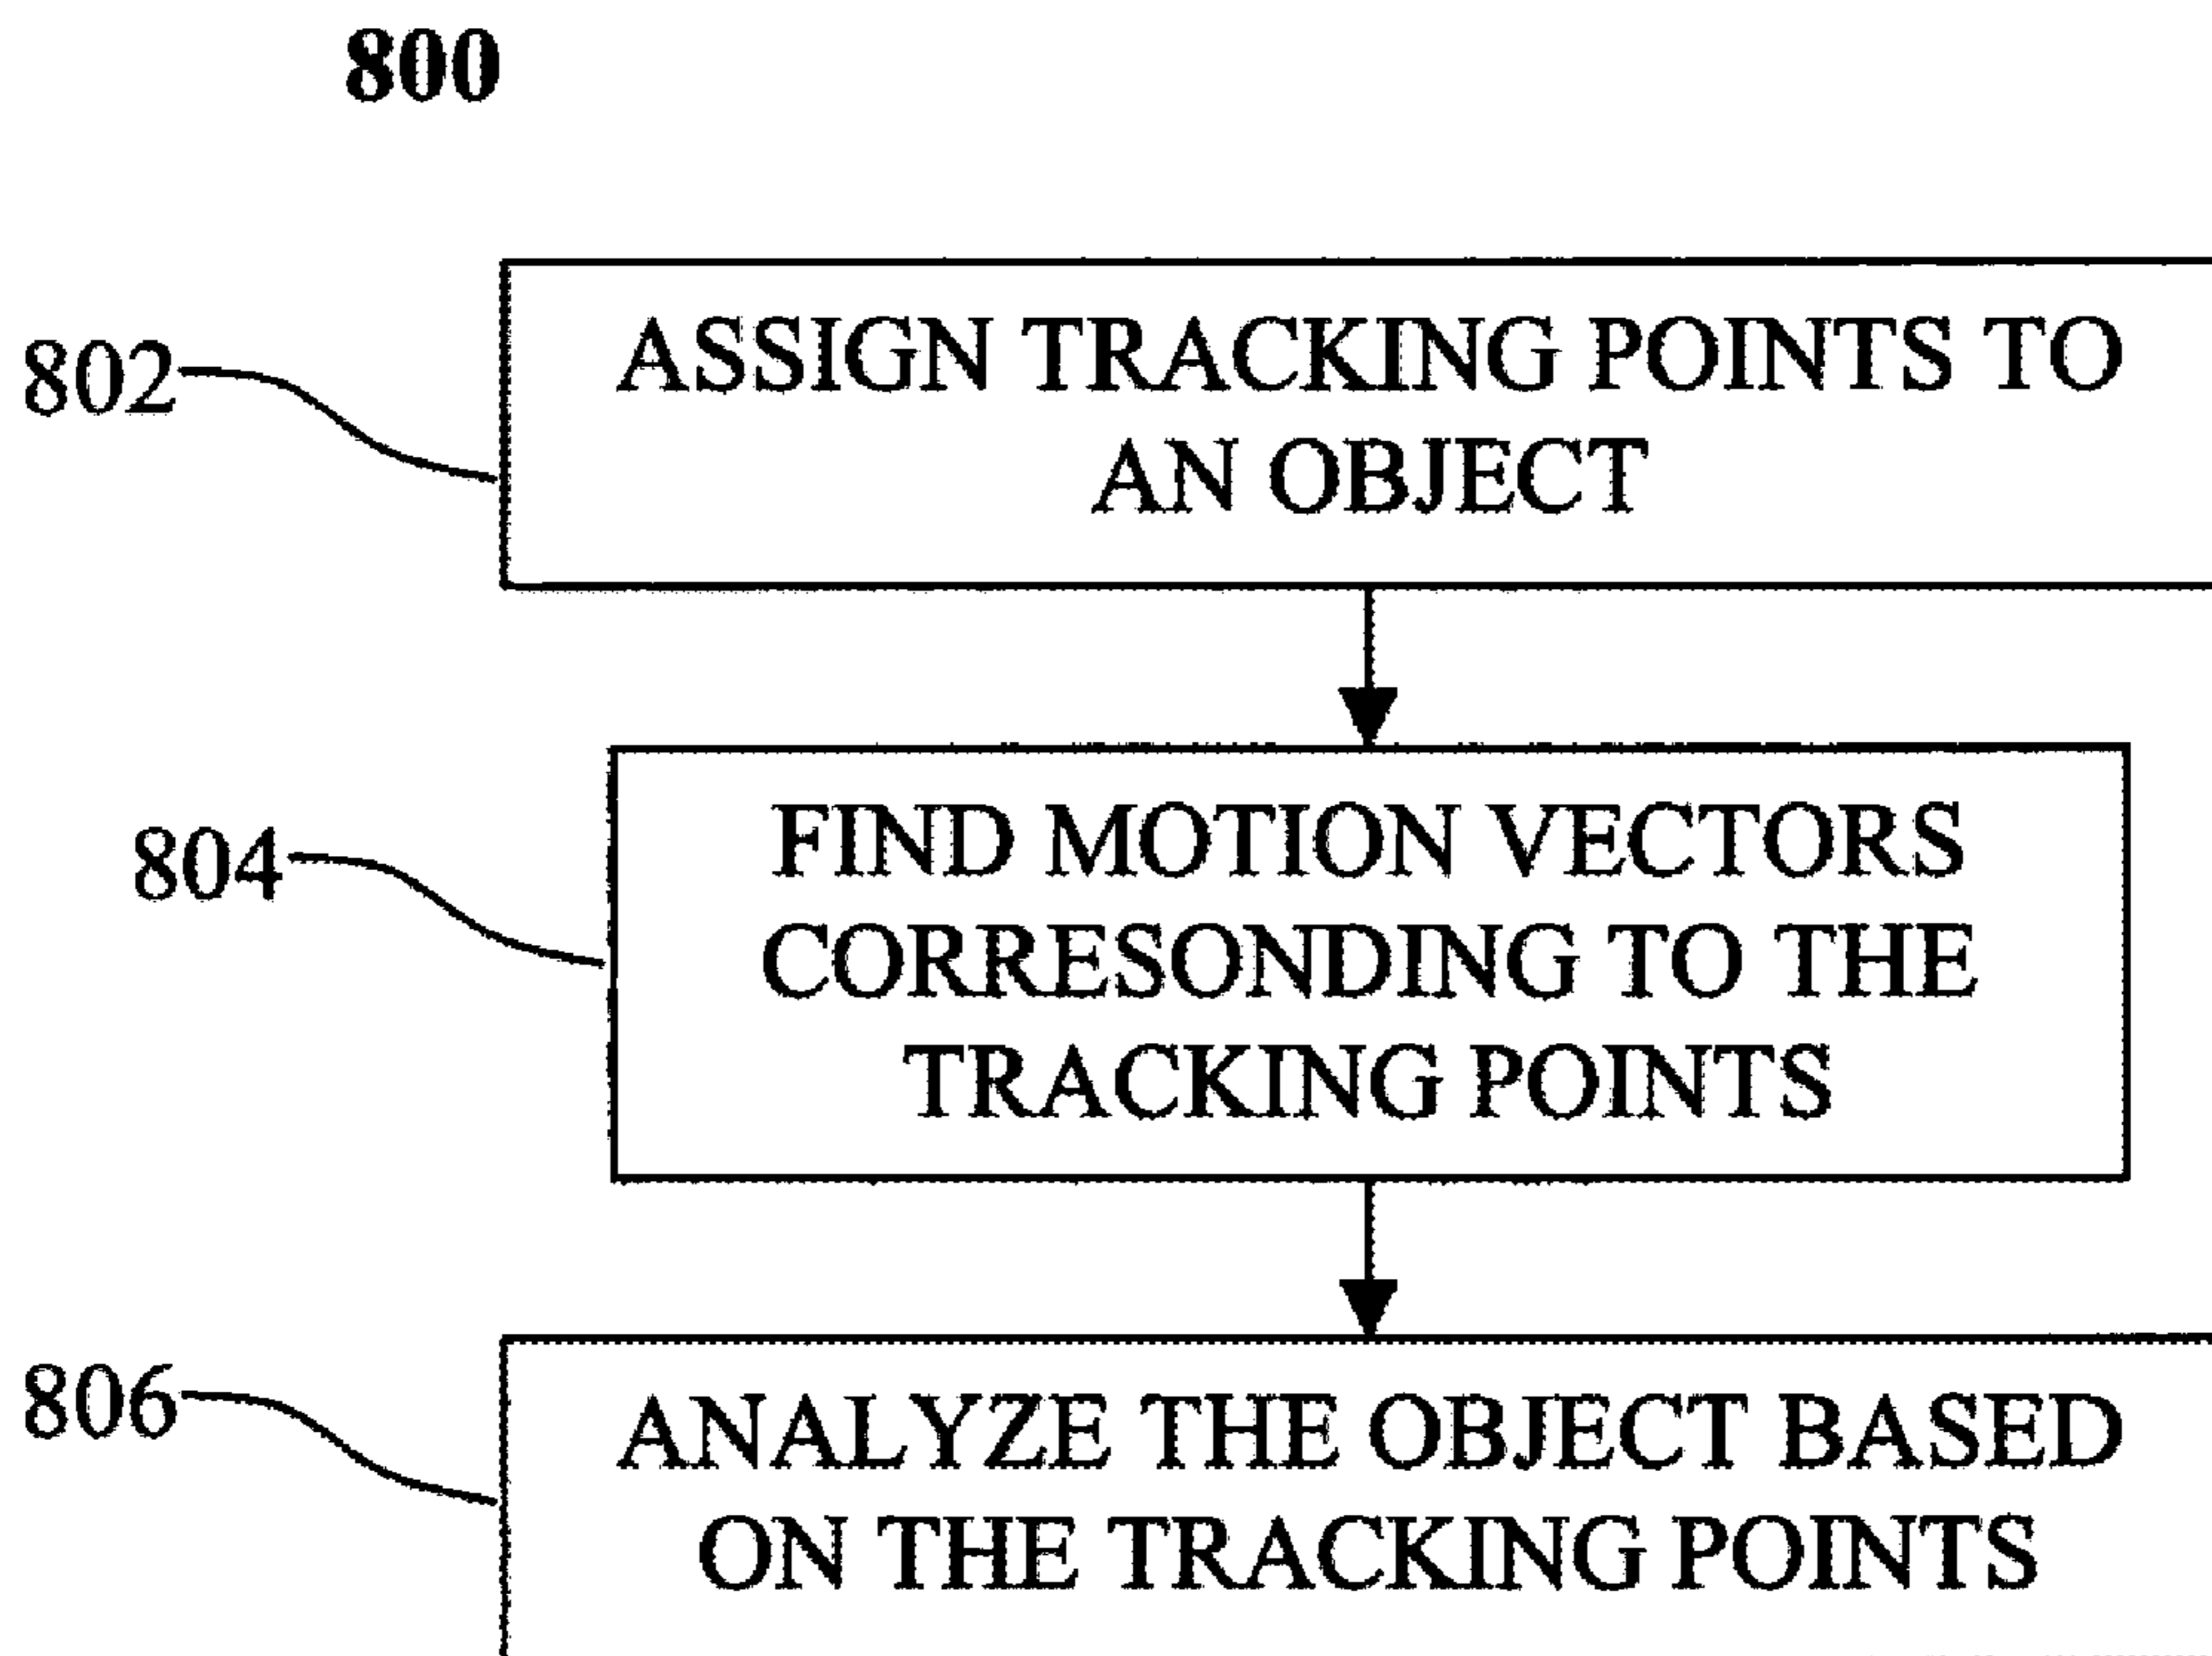 800
802
ASSIGN TRACKING POINTS TO
AN OBJECT
804
FIND MOTION VECTORS
CORRESONDING TO THE
TRACKING POINTS
806
ANALYZE THE OBJECT BASED
ON THE TRACKING POINTS